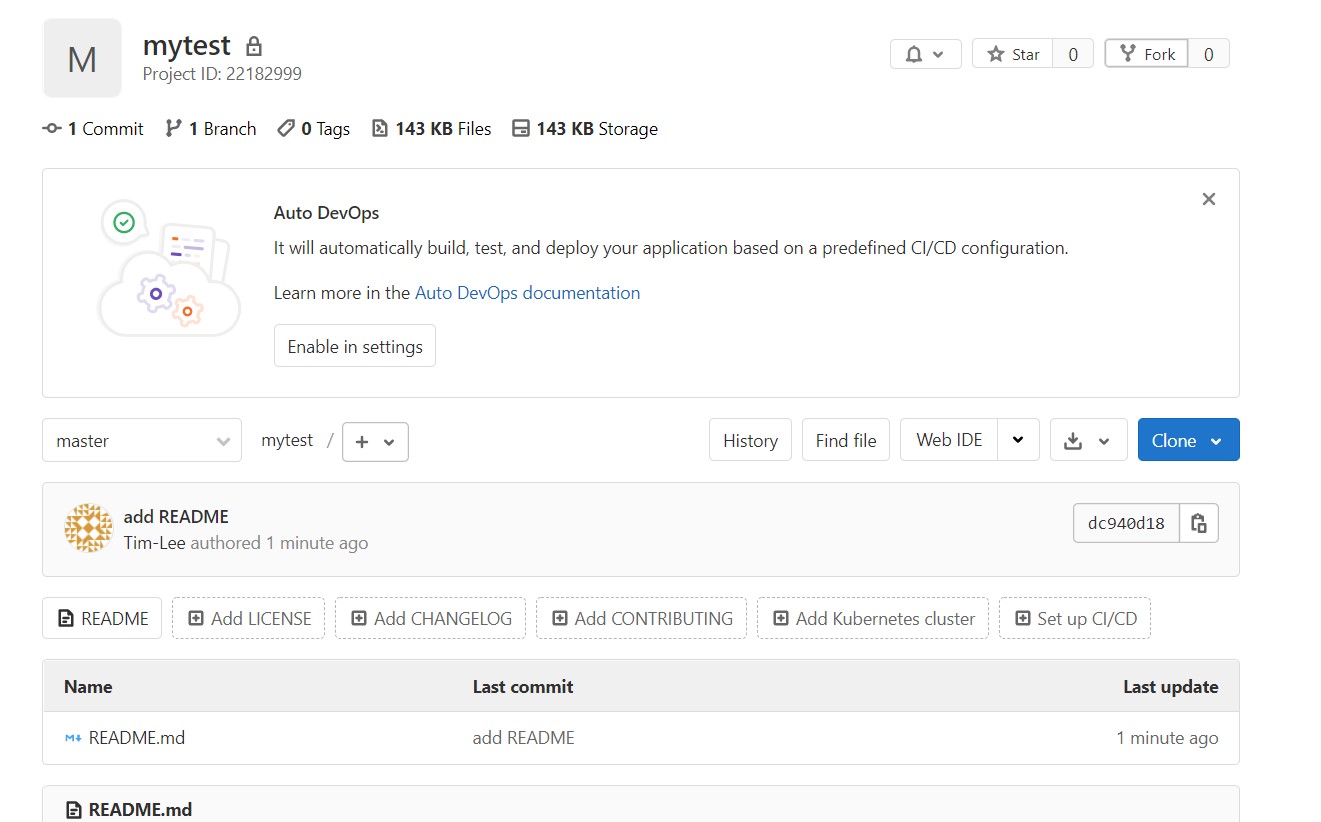 M
mytest
Project ID: 22182999
Star 0
Fork 0
1 Commit 1 Branch 0 Tags 143 KB Files 143 KB Storage
Auto DevOps
It will automatically build, test, and deploy your application based on a predefined CI/CD configuration.
Learn more in the Auto DevOps documentation
Enable in settings
master mytest / + History Find file Web IDE Clone
add README
Tim-Lee authored 1 minute ago
dc940d18
README Add LICENSE Add CHANGELOG Add CONTRIBUTING Add Kubernetes cluster Set up CI/CD
Name Last commit Last update
README.md add README 1 minute ago
README.md